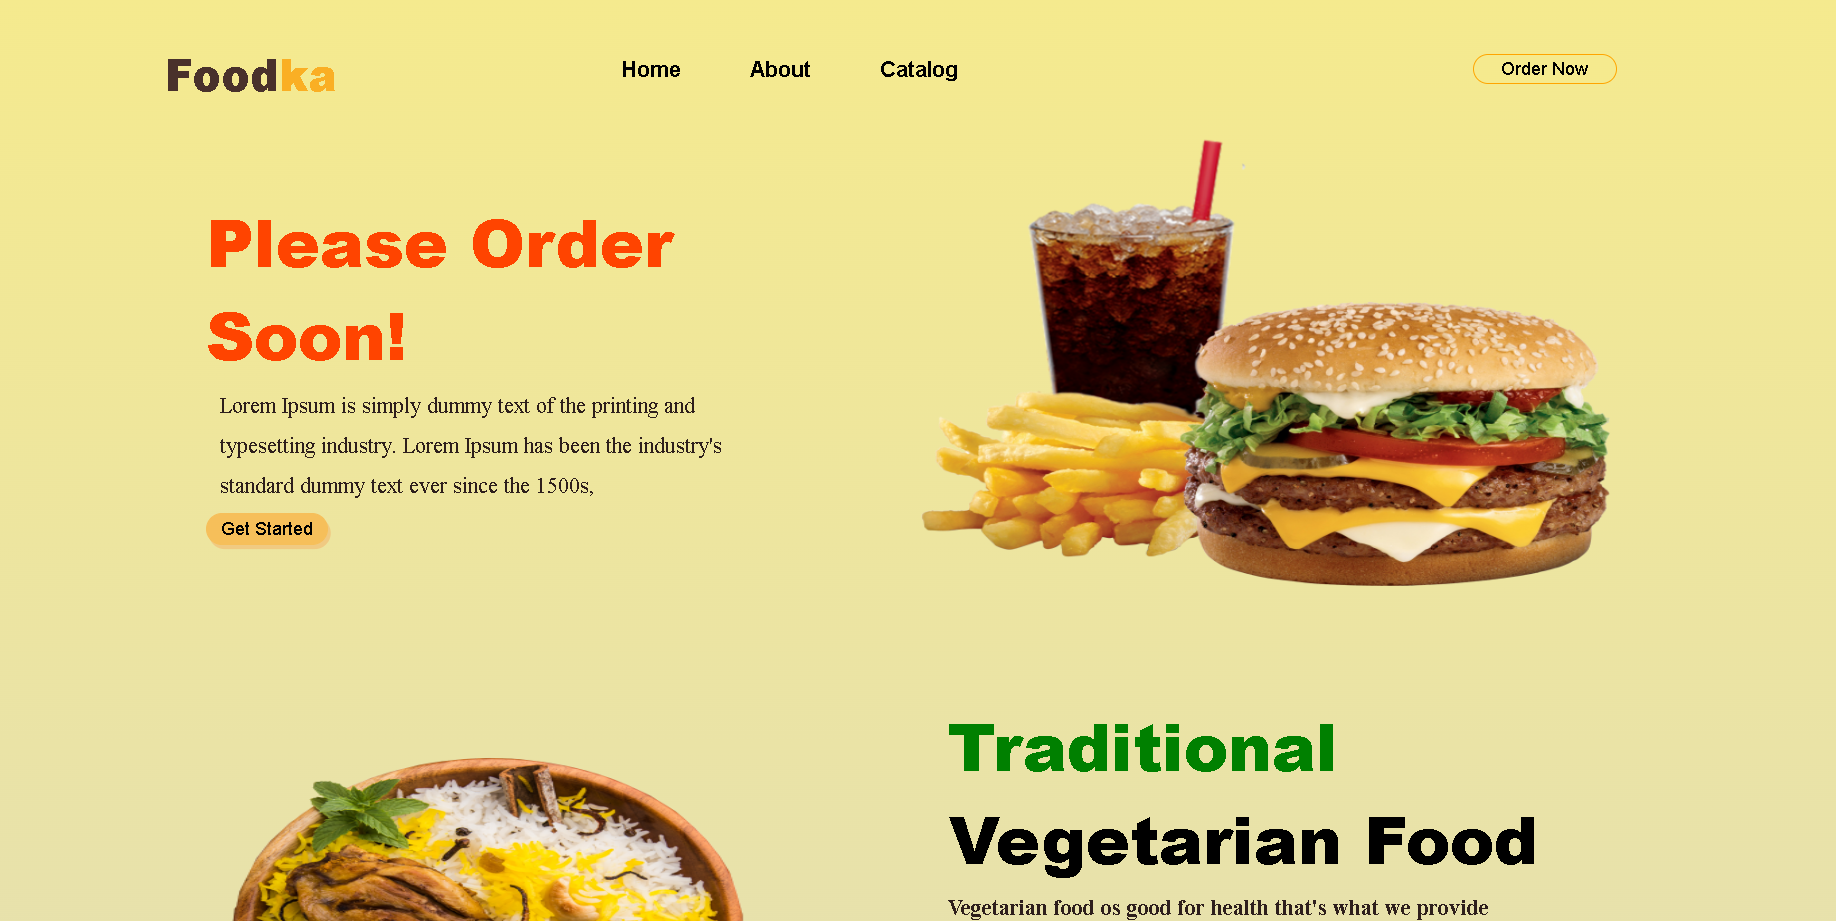 Foodka
Home About Catalog
Order Now
Please Order
Soon!
Lorem Ipsum is simply dummy text of the printing and
typesetting industry. Lorem Ipsum has been the industry's
standard dummy text ever since the 1500s,
Get Started
Traditional
Vegetarian Food
Vegetarian food os good for health that's what we provide